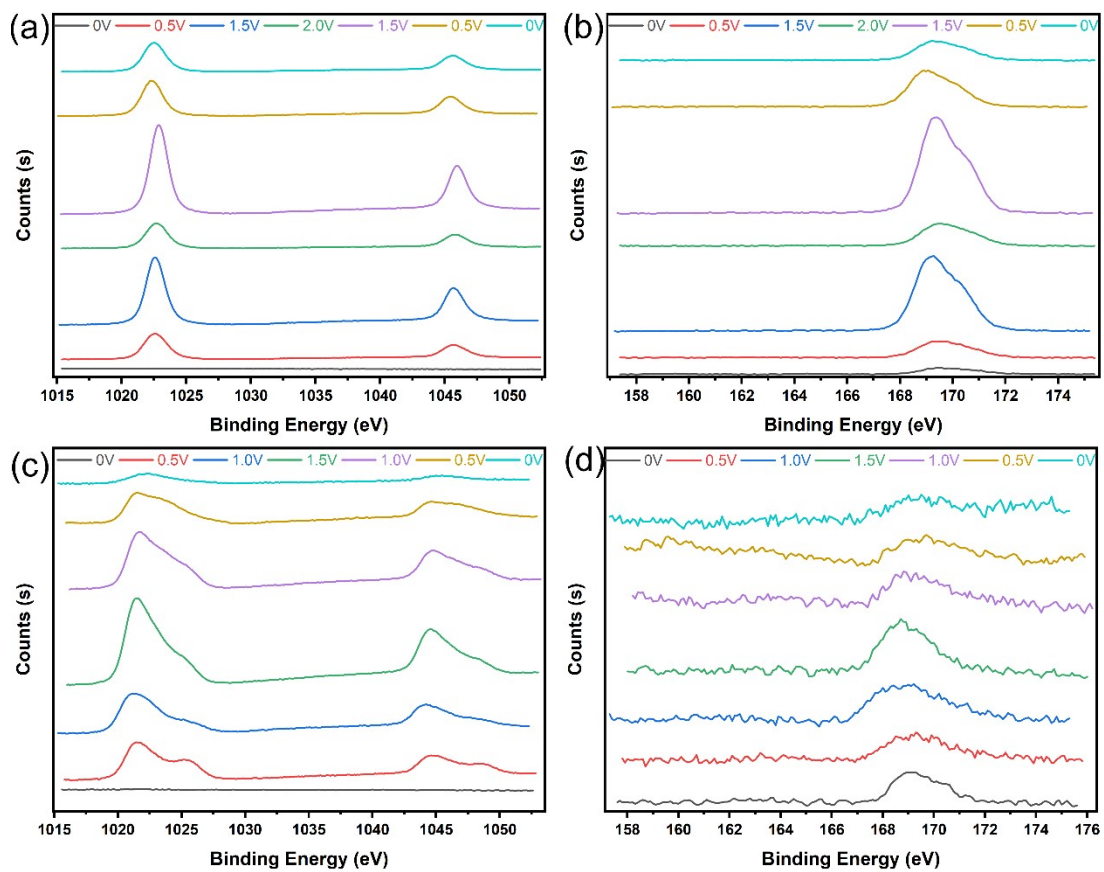 (a)
0V 0.5V 1.5V 2.0V 1.5V 0.5V 0V
Counts (s)
1015 1020 1025 1030 1035 1040 1045 1050
Binding Energy (eV)
(b)
0V 0.5V 1.5V 2.0V 1.5V 0.5V 0V
Counts (s)
158 160 162 164 166 168 170 172 174
Binding Energy (eV)
(c)
0V 0.5V 1.0V 1.5V 1.0V 0.5V 0V
Counts (s)
1015 1020 1025 1030 1035 1040 1045 1050
Binding Energy (eV)
(d)
0V 0.5V 1.0V 1.5V 1.0V 0.5V 0V
Counts (s)
158 160 162 164 166 168 170 172 174 176
Binding Energy (eV)